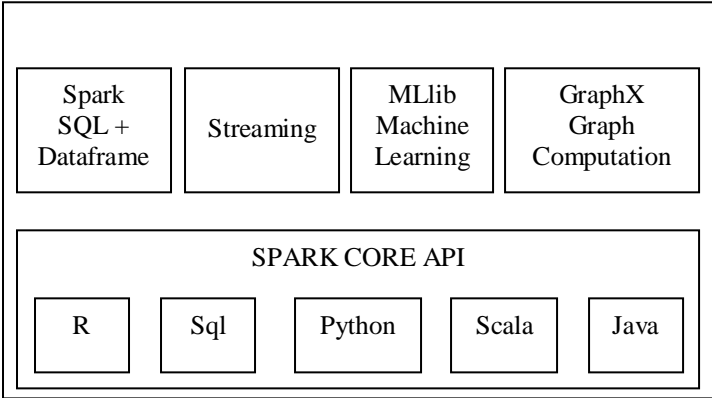 Spark
SQL +
Dataframe
Streaming
MLlib
Machine
Learning
GraphX
Graph
Computation
SPARK CORE API
R
Sql
Python
Scala
Java